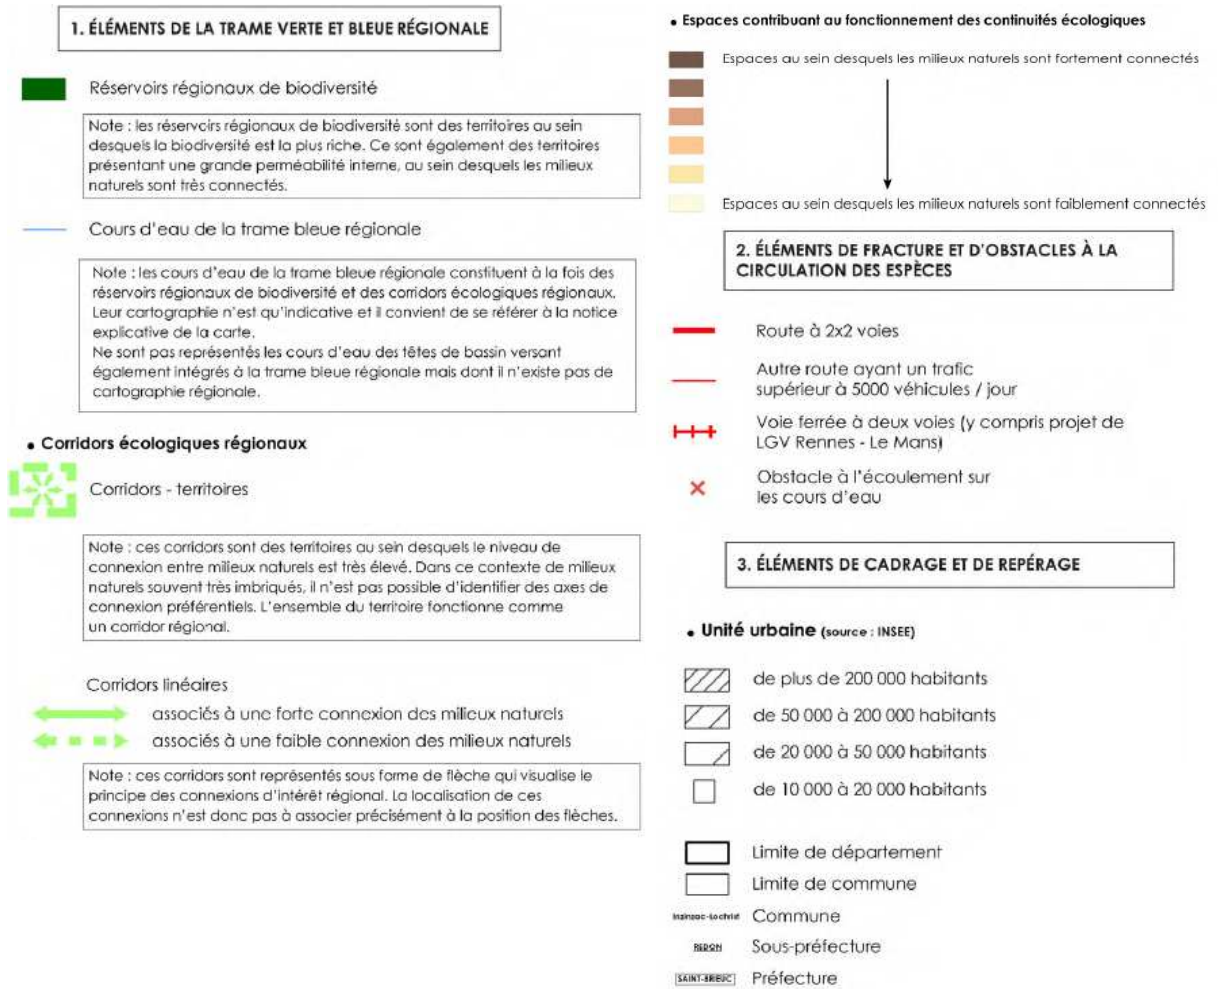 1. ÉLÉMENTS DE LA TRAME VERTE ET BLEUE RÉGIONALE
Réservoirs régionaux de biodiversité
Note : les réservoirs régionaux de biodiversité sont des territoires au sein
desquels la biodiversité est la plus riche. Ce sont également des territoires
présentant une grande perméabilité interne, au sein desquels les milieux
naturels sont très connectés.
Cours d'eau de la trame bleue régionale
Note : les cours d'eau de la trame bleue régionale constituent à la fois des
réservoirs régionaux de biodiversité et des corridors écologiques régionaux.
Leur cartographie n'est qu'indicative et il convient de se référer à la notice
explicative de la carte.
Ne sont pas représentés les cours d'eau des têtes de bassin versant
également intégrés à la trame bleue régionale mais dont il n'existe pas de
cartographie régionale.
• Corridors écologiques régionaux
Corridors - territoires
Note : ces corridors sont des territoires au sein desquels le niveau de
connexion entre milieux naturels est très élevé. Dans ce contexte de milieux
naturels souvent très imbriqués, il n'est pas possible d'identifier des axes de
connexion préférentiels. L'ensemble du territoire fonctionne comme
un corridor régional.
Corridors linéaires
associés à une forte connexion des milieux naturels
associés à une faible connexion des milieux naturels
Note : ces corridors sont représentés sous forme de flèche qui visualise le
principe des connexions d'intérêt régional. La localisation de ces
connexions n'est donc pas à associer précisément à la position des flèches.
• Espaces contribuant au fonctionnement des continuités écologiques
Espaces au sein desquels les milieux naturels sont fortement connectés
Espaces au sein desquels les milieux naturels sont faiblement connectés
2. ÉLÉMENTS DE FRACTURE ET D'OBSTACLES À LA
CIRCULATION DES ESPÈCES
Route à 2x2 voies
Autre route ayant un trafic
supérieur à 5000 véhicules / jour
Voie ferrée à deux voies (y compris projet de
LGV Rennes - Le Mans)
Obstacle à l'écoulement sur
les cours d'eau
3. ÉLÉMENTS DE CADRAGE ET DE REPÉRAGE
• Unité urbaine (source : INSEE)
de plus de 200 000 habitants
de 50 000 à 200 000 habitants
de 20 000 à 50 000 habitants
de 10 000 à 20 000 habitants
Limite de département
Limite de commune
Inzinzac-Lochrist Commune
REDON Sous-préfecture
SAINT-BRIEUC Préfecture